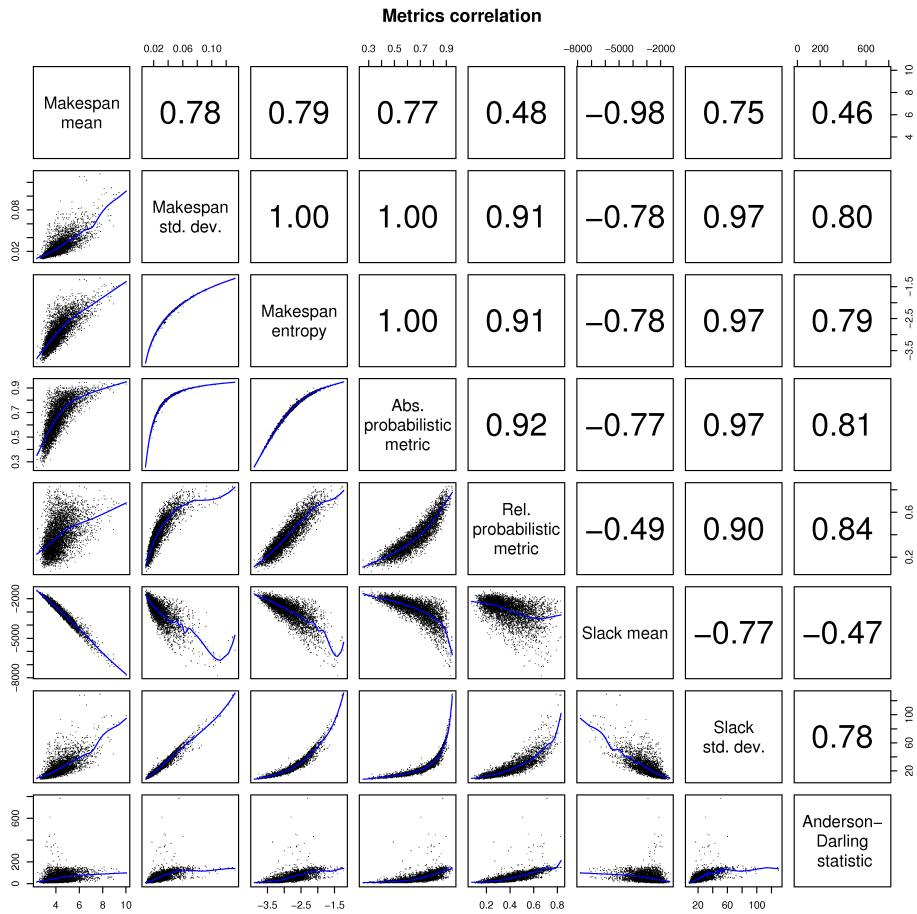 Metrics correlation
0.02 0.06 0.10 0.3 0.5 0.7 0.9 −8000 −5000 −2000 0 200 600
Makespan
mean
0.78 0.79 0.77 0.48 −0.98 0.75 0.46
4 6 8 10
0.02 0.08
Makespan
std. dev.
1.00 1.00 0.91 −0.78 0.97 0.80
Makespan
entropy
1.00 0.91 −0.78 0.97 0.79
−3.5 −2.5 −1.5
0.3 0.5 0.7 0.9
Abs.
probabilistic
metric
0.92 −0.77 0.97 0.81
Rel.
probabilistic
metric
−0.49 0.90 0.84
0.2 0.6
−8000 −5000 −2000
Slack mean
−0.77 −0.47
Slack
std. dev.
0.78
20 60 100
0 200 600
Anderson−
Darling
statistic
4 6 8 10 −3.5 −2.5 −1.5 0.2 0.4 0.6 0.8 20 60 100